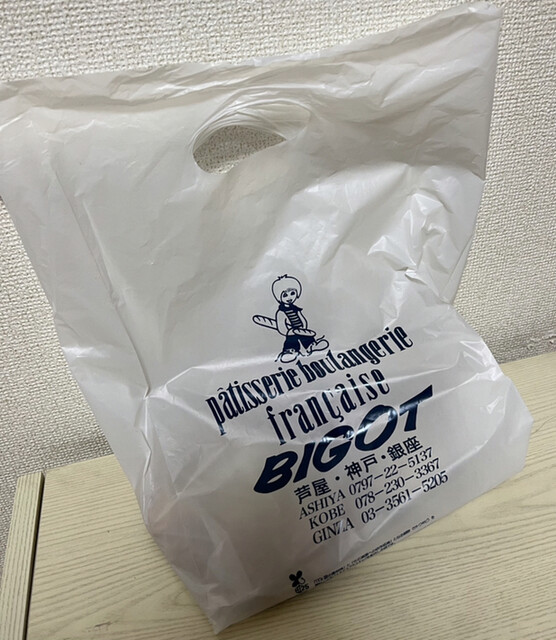 pâtisserie boulangerie
française
BIGOT
芦屋・神戸・銀座
ASHIYA 0797-22-5137
KOBE 078-230-3367
GINZA 03-3561-5205